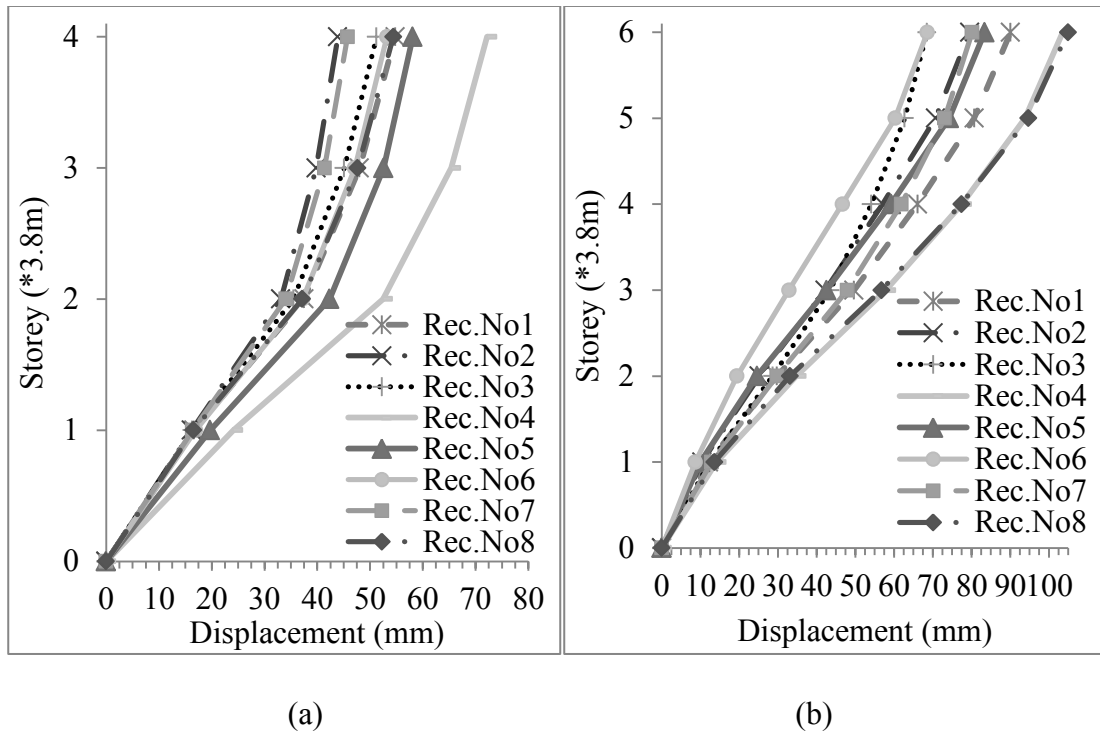 4
3
2
1
0
Storey (*3.8m)
0 10 20 30 40 50 60 70 80
Displacement (mm)
Rec.No1
Rec.No2
Rec.No3
Rec.No4
Rec.No5
Rec.No6
Rec.No7
Rec.No8
(a)
6
5
4
3
2
1
0
Storey (*3.8m)
0 10 20 30 40 50 60 70 80 90 100
Displacement (mm)
Rec.No1
Rec.No2
Rec.No3
Rec.No4
Rec.No5
Rec.No6
Rec.No7
Rec.No8
(b)